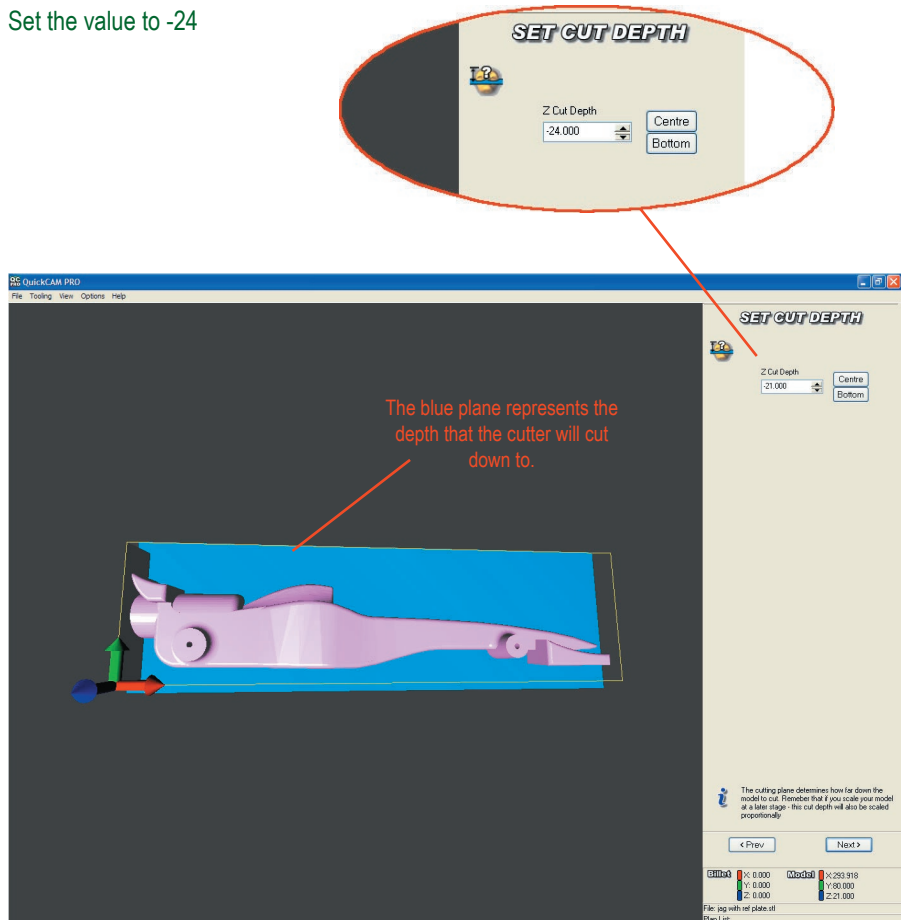 Set the value to -24
SET CUT DEPTH
Z Cut Depth
-24.000
Centre
Bottom
QuickCAM PRO
File Tooling View Options Help
SET CUT DEPTH
Z Cut Depth
-21.000
Centre
Bottom
The blue plane represents the
depth that the cutter will cut
down to.
The cutting plane determines how far down the
model to cut. Remeber that if you scale your model
at a later stage - this cut depth will also be scaled
proportionally
< Prev
Next >
Billet X: 0.000 Model X:293.918
Y: 0.000 Y:80.000
Z: 0.000 Z:21.000
File: jag with ref plate.stl
Plan List: